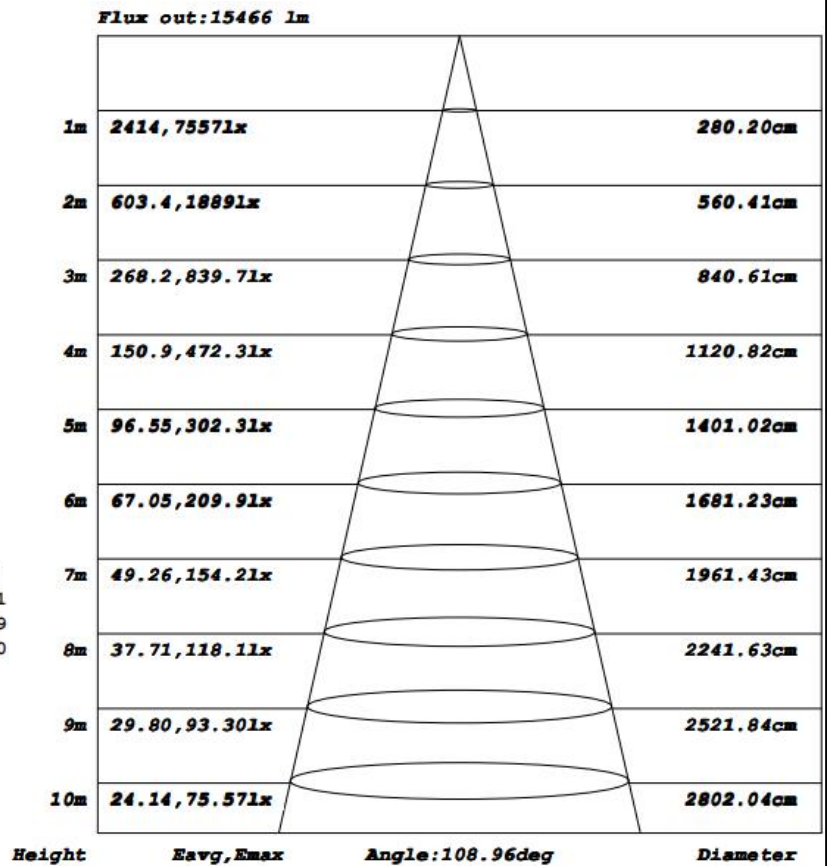 Flux out:15466 lm
1m 2414,7557lx 280.20cm
2m 603.4,1889lx 560.41cm
3m 268.2,839.7lx 840.61cm
4m 150.9,472.3lx 1120.82cm
5m 96.55,302.3lx 1401.02cm
6m 67.05,209.9lx 1681.23cm
7m 49.26,154.2lx 1961.43cm
1
9
0
8m 37.71,118.1lx 2241.63cm
9m 29.80,93.30lx 2521.84cm
10m 24.14,75.57lx 2802.04cm
Height Eavg,Emax Angle:108.96deg Diameter